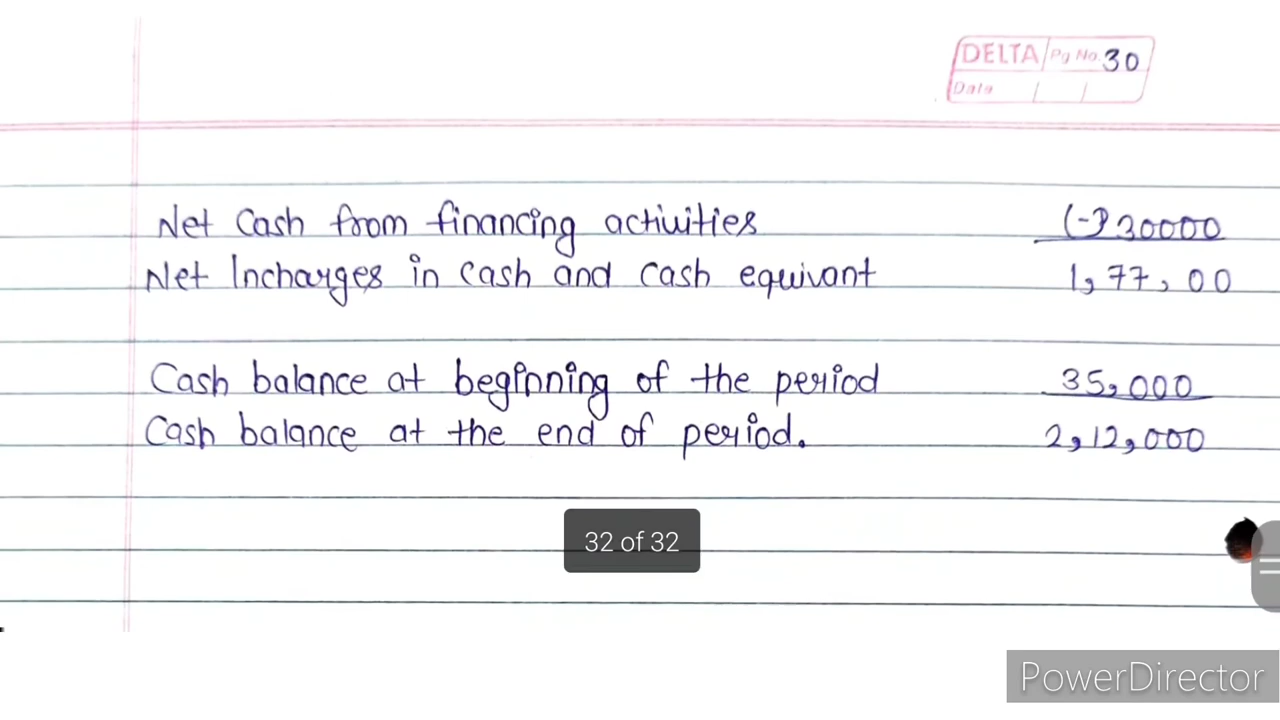 DELTA Pg No. 30
Date
Net Cash from financing activities (-) 30000
Net Incharges in cash and cash equivant 1,77,00
Cash balance at beginning of the period 35,000
Cash balance at the end of period. 2,12,000
32 of 32
PowerDirector